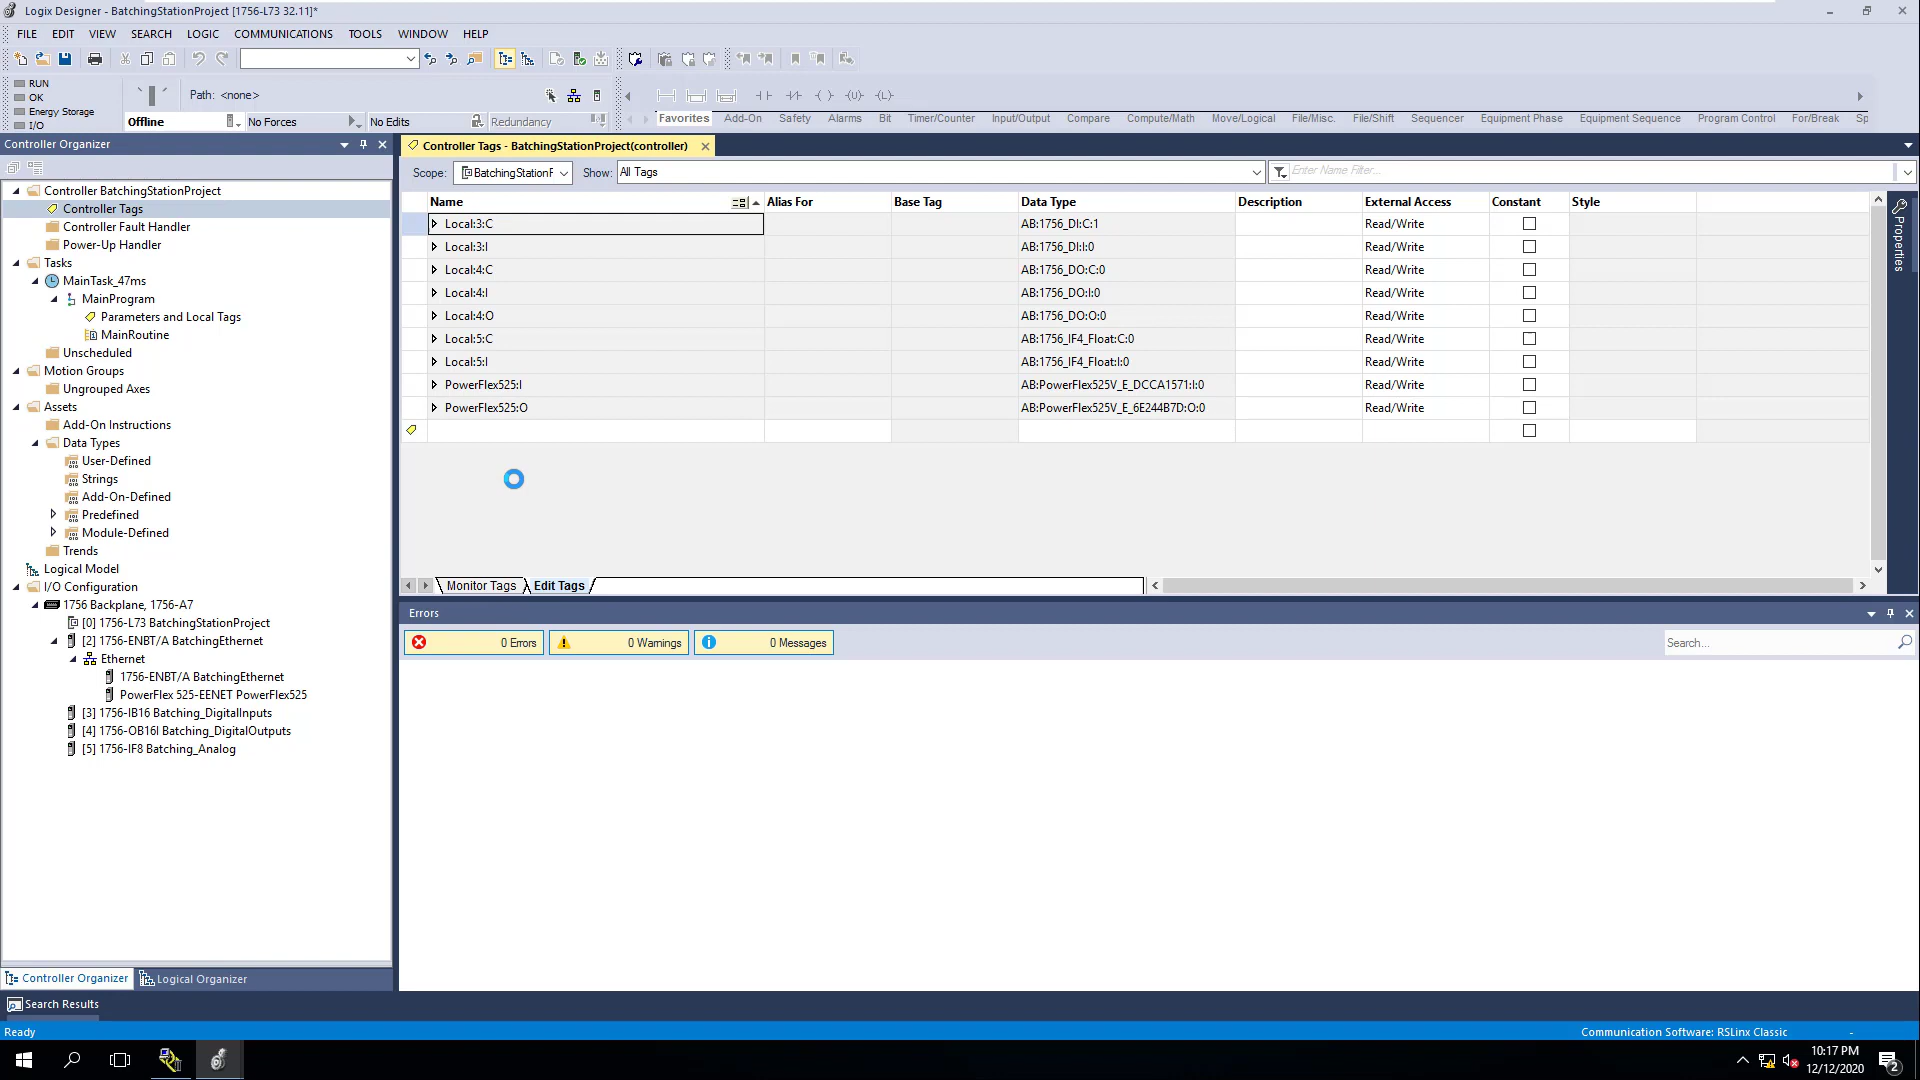 Logix Designer - BatchingStationProject [1756-L73 32.11]*
FILE EDIT VIEW SEARCH LOGIC COMMUNICATIONS TOOLS WINDOW HELP
RUN
OK
Energy Storage
I/O
Path: <none>
Offline No Forces No Edits Redundancy
Favorites Add-On Safety Alarms Bit Timer/Counter Input/Output Compare Compute/Math Move/Logical File/Misc. File/Shift Sequencer Equipment Phase Equipment Sequence Program Control For/Break Sp
Controller Organizer
Controller BatchingStationProject
Controller Tags
Controller Fault Handler
Power-Up Handler
Tasks
MainTask_47ms
MainProgram
Parameters and Local Tags
MainRoutine
Unscheduled
Motion Groups
Ungrouped Axes
Assets
Add-On Instructions
Data Types
User-Defined
Strings
Add-On-Defined
Predefined
Module-Defined
Trends
Logical Model
I/O Configuration
1756 Backplane, 1756-A7
[0] 1756-L73 BatchingStationProject
[2] 1756-ENBT/A BatchingEthernet
Ethernet
1756-ENBT/A BatchingEthernet
PowerFlex 525-EENET PowerFlex525
[3] 1756-IB16 Batching_DigitalInputs
[4] 1756-OB16I Batching_DigitalOutputs
[5] 1756-IF8 Batching_Analog
Controller Organizer Logical Organizer
Controller Tags - BatchingStationProject(controller)
Scope: BatchingStationF Show: All Tags Enter Name Filter...
Name Alias For Base Tag Data Type Description External Access Constant Style
Local:3:C AB:1756_DI:C:1 Read/Write
Local:3:I AB:1756_DI:I:0 Read/Write
Local:4:C AB:1756_DO:C:0 Read/Write
Local:4:I AB:1756_DO:I:0 Read/Write
Local:4:O AB:1756_DO:O:0 Read/Write
Local:5:C AB:1756_IF4_Float:C:0 Read/Write
Local:5:I AB:1756_IF4_Float:I:0 Read/Write
PowerFlex525:I AB:PowerFlex525V_E_DCCA1571:I:0 Read/Write
PowerFlex525:O AB:PowerFlex525V_E_6E244B7D:O:0 Read/Write
Properties
Monitor Tags Edit Tags
Errors
0 Errors 0 Warnings 0 Messages Search...
Search Results
Ready Communication Software: RSLinx Classic -
10:17 PM
12/12/2020
2